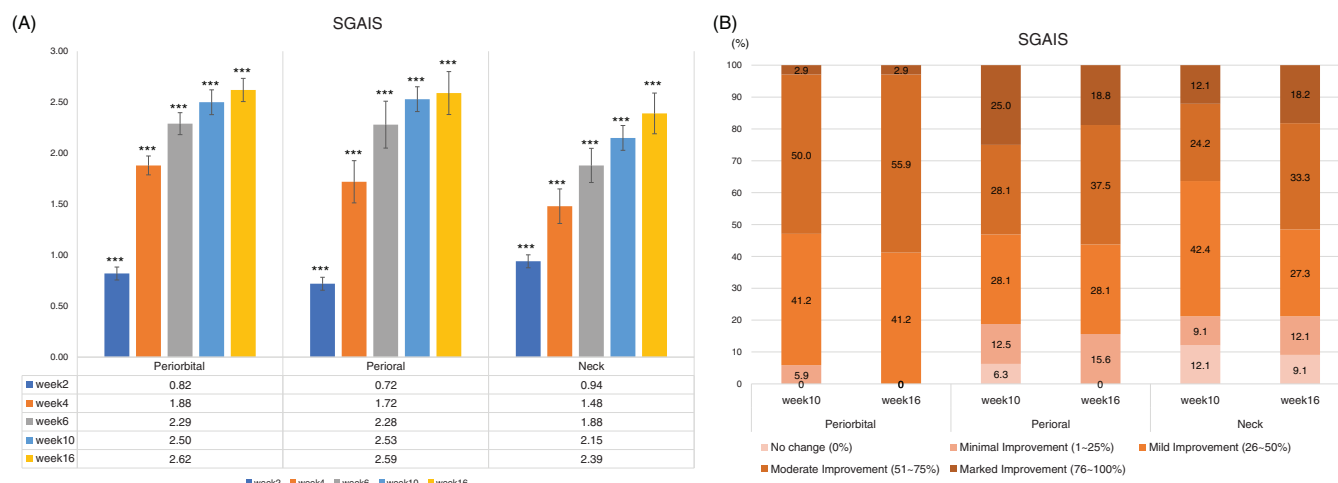 (A)
SGAIS
3.00
2.50
2.00
1.50
1.00
0.50
0.00
*** *** *** *** ***
*** *** *** *** ***
*** *** *** *** ***
Periorbital Perioral Neck
week2 0.82 0.72 0.94
week4 1.88 1.72 1.48
week6 2.29 2.28 1.88
week10 2.50 2.53 2.15
week16 2.62 2.59 2.39
week2 week4 week6 week10 week16
(B)
SGAIS
(%)
100
90
80
70
60
50
40
30
20
10
0
2.9 2.9 25.0 18.8 12.1 18.2
50.0 55.9 28.1 37.5 24.2 33.3
41.2 41.2 28.1 28.1 42.4 27.3
5.9 0 12.5 15.6 9.1 12.1
0 0 6.3 0 12.1 9.1
week10 week16 week10 week16 week10 week16
Periorbital Perioral Neck
No change (0%) Minimal Improvement (1~25%) Mild Improvement (26~50%)
Moderate Improvement (51~75%) Marked Improvement (76~100%)